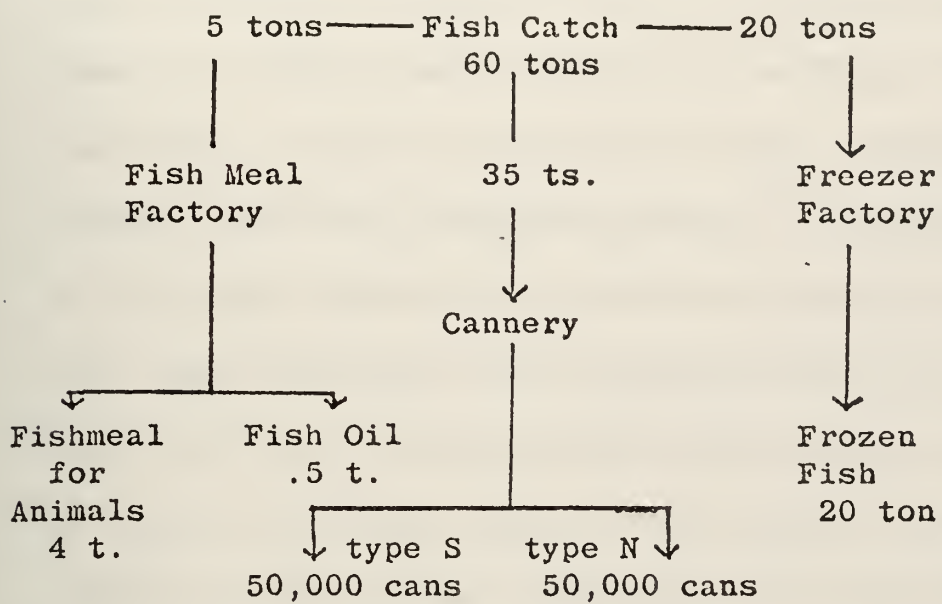 5 tons Fish Catch 20 tons
60 tons
Fish Meal
Factory
35 ts.
Freezer
Factory
Cannery
Fishmeal
for
Animals
4 t.
Fish Oil
.5 t.
Frozen
Fish
20 ton
type S type N
50,000 cans 50,000 cans